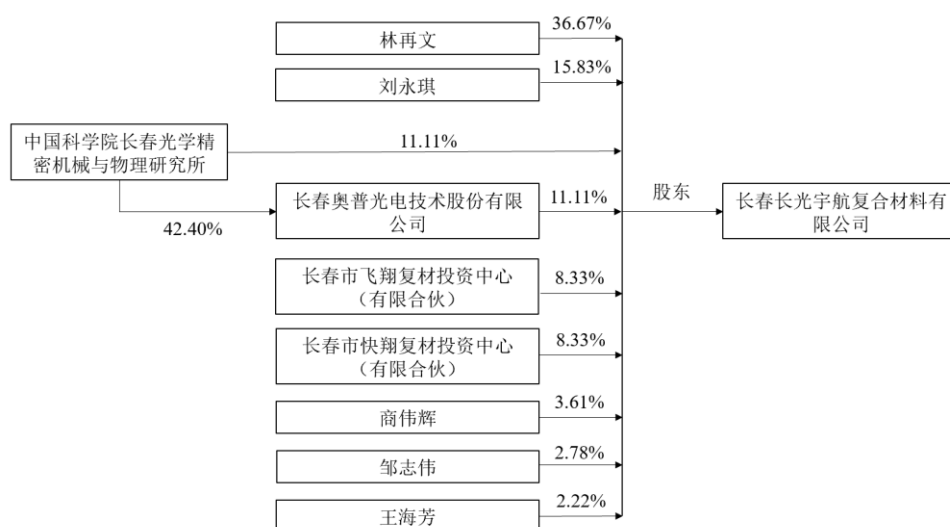 36.67%
林再文
15.83%
刘永琪
中国科学院长春光学精
密机械与物理研究所
11.11%
42.40%
长春奥普光电技术股份有限
公司
11.11%
股东
长春长光宇航复合材料有
限公司
长春市飞翔复材投资中心
（有限合伙）
8.33%
长春市快翔复材投资中心
（有限合伙）
8.33%
商伟辉
3.61%
邹志伟
2.78%
王海芳
2.22%